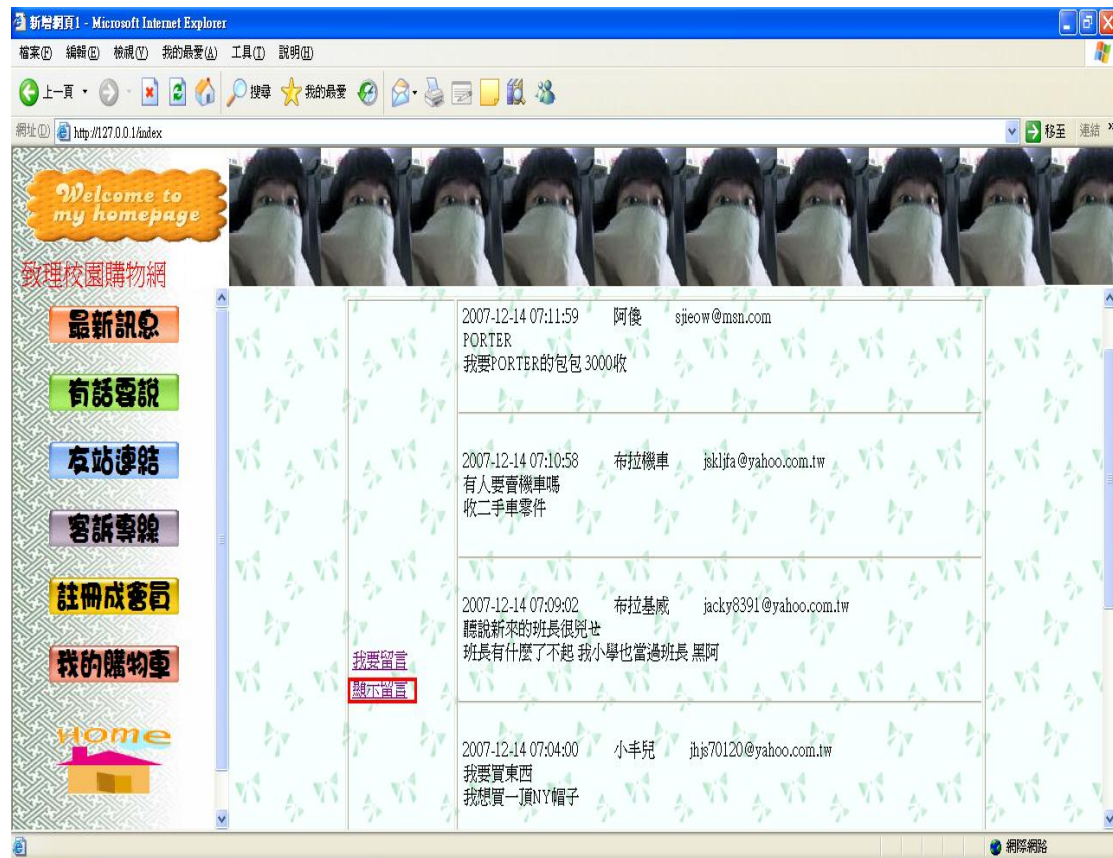 新增網頁1 - Microsoft Internet Explorer
檔案(F) 編輯(E) 檢視(V) 我的最愛(A) 工具(T) 說明(H)
上一頁 搜尋 我的最愛
網址(D) http://127.0.0.1/index 移至 連結 »
Welcome to
my homepage
致理校園購物網
最新訊息
有話要說
友站連結
客訴專線
註冊成會員
我的購物車
HOme
我要留言
顯示留言
2007-12-14 07:11:59 阿傻 sjieow@msn.com
PORTER
我要PORTER的包包 3000收
2007-12-14 07:10:58 布拉機車 jskljfa@yahoo.com.tw
有人要賣機車嗎
收二手車零件
2007-12-14 07:09:02 布拉基威 jacky8391@yahoo.com.tw
聽說新來的班長很兇ㄝ
班長有什麼了不起 我小學也當過班長 黑阿
2007-12-14 07:04:00 小丰兒 jhjs70120@yahoo.com.tw
我要買東西
我想買一頂NY帽子
網際網路